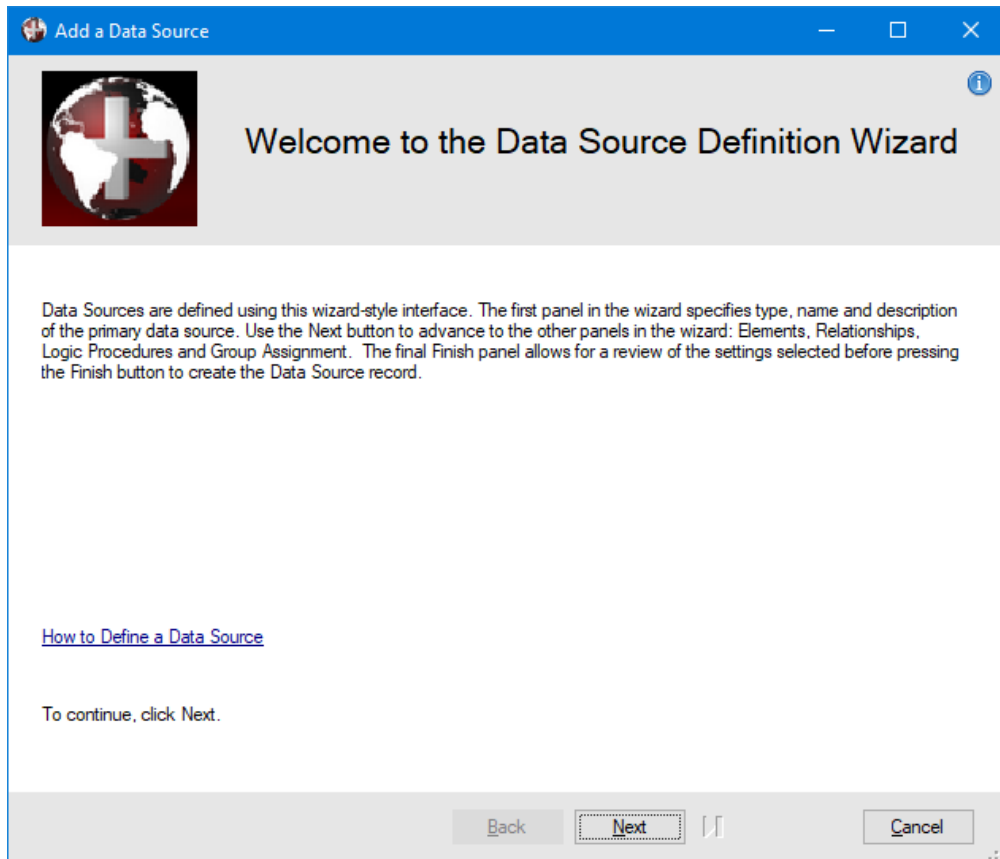 Add a Data Source
Welcome to the Data Source Definition Wizard
Data Sources are defined using this wizard-style interface. The first panel in the wizard specifies type, name and description
of the primary data source. Use the Next button to advance to the other panels in the wizard: Elements, Relationships,
Logic Procedures and Group Assignment.  The final Finish panel allows for a review of the settings selected before pressing
the Finish button to create the Data Source record.
How to Define a Data Source
To continue, click Next.
Back Next Cancel